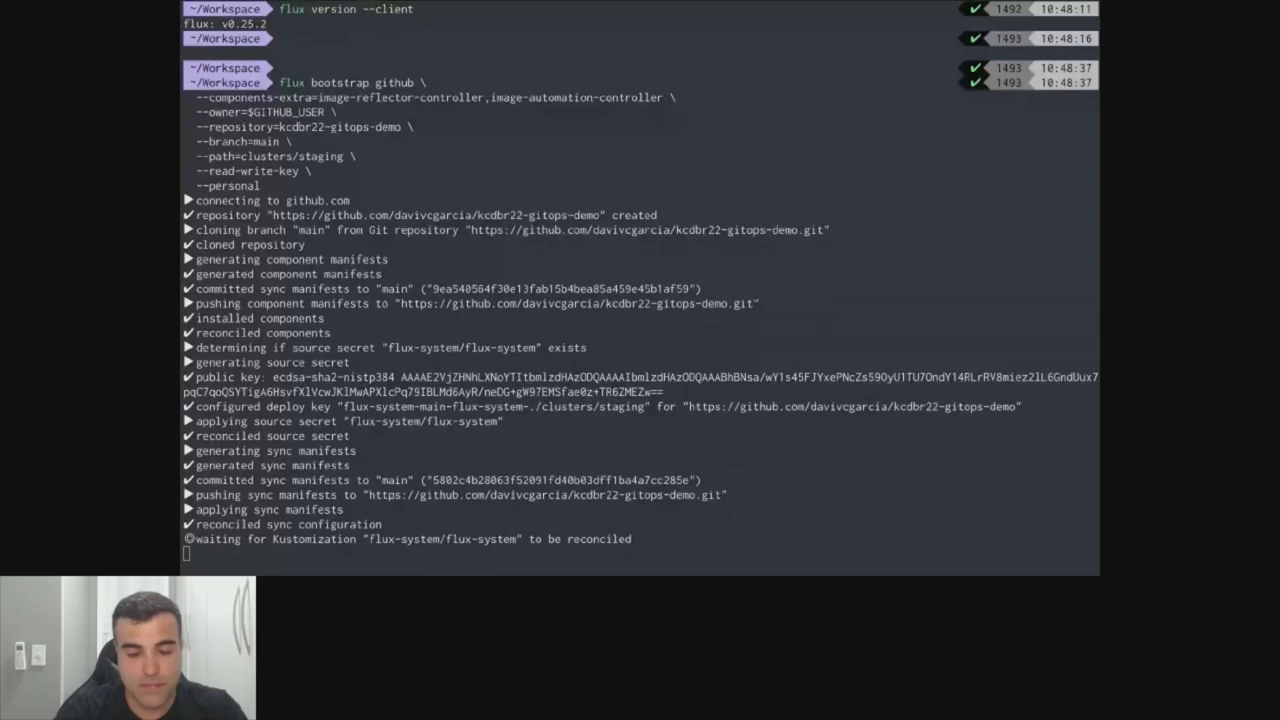 ~/Workspace flux version --client ✔ 1492 10:48:11
flux: v0.25.2
~/Workspace ✔ 1493 10:48:16
~/Workspace ✔ 1493 10:48:37
~/Workspace flux bootstrap github \ ✔ 1493 10:48:37
--components-extra=image-reflector-controller,image-automation-controller \
--owner=$GITHUB_USER \
--repository=kcdbr22-gitops-demo \
--branch=main \
--path=clusters/staging \
--read-write-key \
--personal
► connecting to github.com
✔ repository "https://github.com/davivcgarcia/kcdbr22-gitops-demo" created
► cloning branch "main" from Git repository "https://github.com/davivcgarcia/kcdbr22-gitops-demo.git"
✔ cloned repository
► generating component manifests
✔ generated component manifests
✔ committed sync manifests to "main" ("9ea540564f30e13fab15b4bea85a459e45b1af59")
► pushing component manifests to "https://github.com/davivcgarcia/kcdbr22-gitops-demo.git"
✔ installed components
✔ reconciled components
► determining if source secret "flux-system/flux-system" exists
► generating source secret
✔ public key: ecdsa-sha2-nistp384
✔ configured deploy key "flux-system-main-flux-system-./clusters/staging" for "https://github.com/davivcgarcia/kcdbr22-gitops-demo"
► applying source secret "flux-system/flux-system"
✔ reconciled source secret
► generating sync manifests
✔ generated sync manifests
✔ committed sync manifests to "main" ("5802c4b28063f52091fd40b03dff1ba4a7cc285e")
► pushing sync manifests to "https://github.com/davivcgarcia/kcdbr22-gitops-demo.git"
► applying sync manifests
✔ reconciled sync configuration
◎ waiting for Kustomization "flux-system/flux-system" to be reconciled